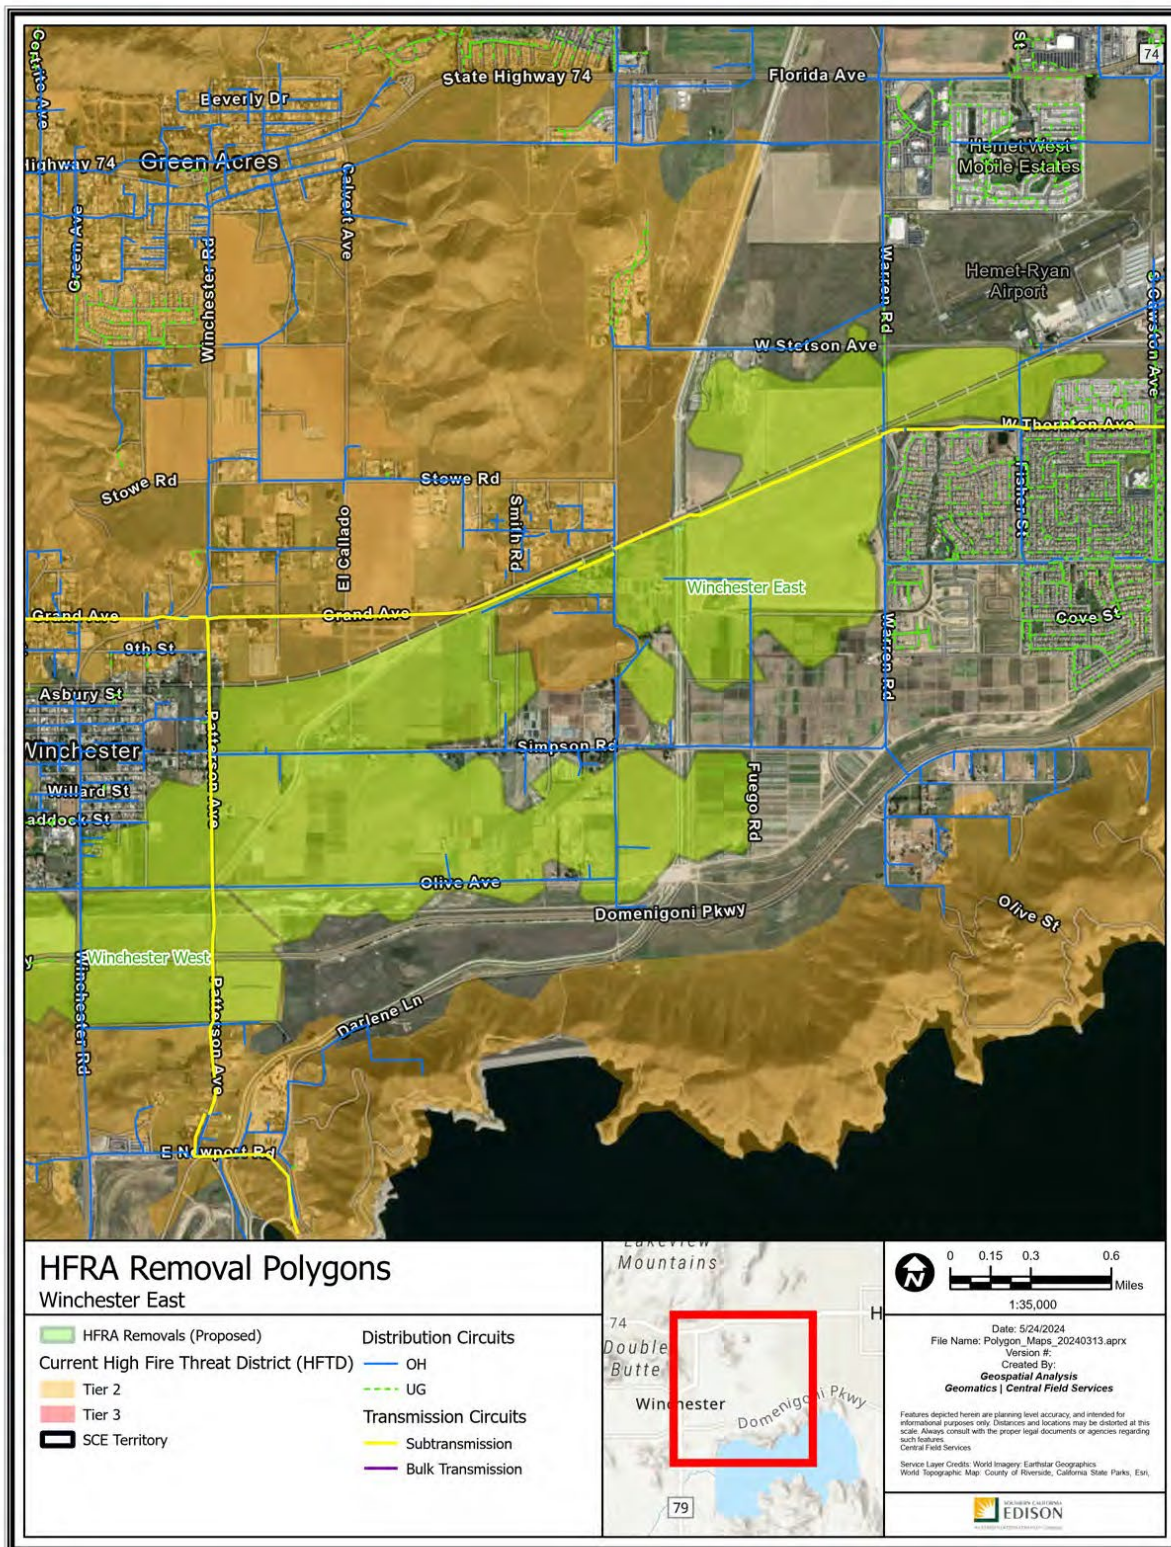 Cortrite Ave
State Highway 74
Florida Ave
St
74
Beverly Dr
Highway 74
Green Acres
Calvert Ave
Hemet West
Mobile Estates
Green Ave
Winchester Rd
Warren Rd
Hemet-Ryan
Airport
S Cawston Ave
W Stetson Ave
W Thornton Ave
Stowe Rd
Stowe Rd
Smith Rd
Fisher St
El Callado
Winchester East
Grand Ave
Grand Ave
Warren Rd
Cove St
9th St
Asbury St
Patterson Ave
Simpson Rd
Winchester
Willard St
addock St
Fuego Rd
Olive Ave
Domenigoni Pkwy
Olive St
y
Winchester West
Winchester Rd
Patterson Ave
Darlene Ln
E Newport Rd
HFRA Removal Polygons
Winchester East
HFRA Removals (Proposed)
Current High Fire Threat District (HFTD)
Tier 2
Tier 3
SCE Territory
Distribution Circuits
OH
UG
Transmission Circuits
Subtransmission
Bulk Transmission
Lakeview
Mountains
74
H
Double
Butte
Winchester
Domenigoni Pkwy
79
N
0 0.15 0.3 0.6
Miles
1:35,000
Date: 5/24/2024
File Name: Polygon_Maps_20240313.aprx
Version #:
Created By:
Geospatial Analysis
Geomatics | Central Field Services
Features depicted herein are planning level accuracy, and intended for
informational purposes only. Distances and locations may be distorted at this
scale. Always consult with the proper legal documents or agencies regarding
such features.
Central Field Services
Service Layer Credits: World Imagery: Earthstar Geographics
World Topographic Map: County of Riverside, California State Parks, Esri,
SOUTHERN CALIFORNIA
EDISON